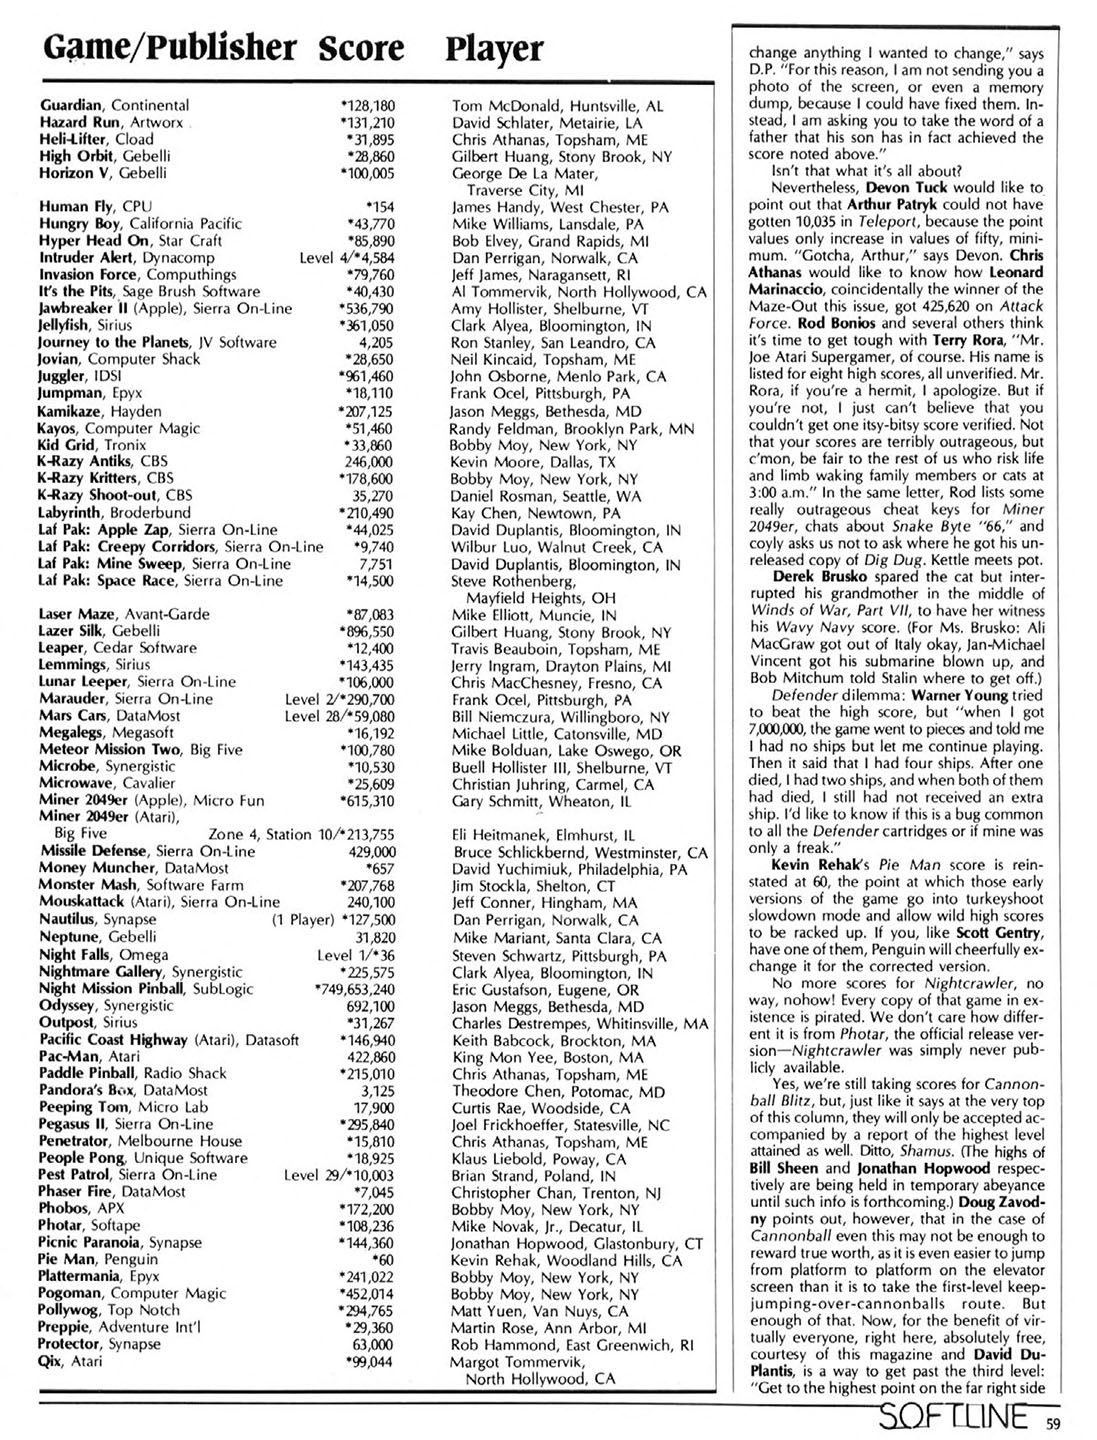 Game/Publisher Score Player
Guardian, Continental *128,180 Tom McDonald, Huntsville, AL
Hazard Run, Artworx *131,210 David Schlater, Metairie, LA
Heli-Lifter, Cload *31,895 Chris Athanas, Topsham, ME
High Orbit, Gebelli *28,860 Gilbert Huang, Stony Brook, NY
Horizon V, Gebelli *100,005 George De La Mater,
Traverse City, MI
Human Fly, CPU *154 James Handy, West Chester, PA
Hungry Boy, California Pacific *43,770 Mike Williams, Lansdale, PA
Hyper Head On, Star Craft *85,890 Bob Elvey, Grand Rapids, MI
Intruder Alert, Dynacomp Level 4/*4,584 Dan Perrigan, Norwalk, CA
Invasion Force, Computhings *79,760 Jeff James, Naragansett, RI
It's the Pits, Sage Brush Software *40,430 Al Tommervik, North Hollywood, CA
Jawbreaker II (Apple), Sierra On-Line *536,790 Amy Hollister, Shelburne, VT
Jellyfish, Sirius *361,050 Clark Alyea, Bloomington, IN
Journey to the Planets, JV Software 4,205 Ron Stanley, San Leandro, CA
Jovian, Computer Shack *28,650 Neil Kincaid, Topsham, ME
Juggler, IDSI *961,460 John Osborne, Menlo Park, CA
Jumpman, Epyx *18,110 Frank Ocel, Pittsburgh, PA
Kamikaze, Hayden *207,125 Jason Meggs, Bethesda, MD
Kayos, Computer Magic *51,460 Randy Feldman, Brooklyn Park, MN
Kid Grid, Tronix *33,860 Bobby Moy, New York, NY
K-Razy Antiks, CBS 246,000 Kevin Moore, Dallas, TX
K-Razy Kritters, CBS *178,600 Bobby Moy, New York, NY
K-Razy Shoot-out, CBS 35,270 Daniel Rosman, Seattle, WA
Labyrinth, Broderbund *210,490 Kay Chen, Newtown, PA
Laf Pak: Apple Zap, Sierra On-Line *44,025 David Duplantis, Bloomington, IN
Laf Pak: Creepy Corridors, Sierra On-Line *9,740 Wilbur Luo, Walnut Creek, CA
Laf Pak: Mine Sweep, Sierra On-Line 7,751 David Duplantis, Bloomington, IN
Laf Pak: Space Race, Sierra On-Line *14,500 Steve Rothenberg,
Mayfield Heights, OH
Laser Maze, Avant-Garde *87,083 Mike Elliott, Muncie, IN
Lazer Silk, Gebelli *896,550 Gilbert Huang, Stony Brook, NY
Leaper, Cedar Software *12,400 Travis Beauboin, Topsham, ME
Lemmings, Sirius *143,435 Jerry Ingram, Drayton Plains, MI
Lunar Leeper, Sierra On-Line *106,000 Chris MacChesney, Fresno, CA
Marauder, Sierra On-Line Level 2/*290,700 Frank Ocel, Pittsburgh, PA
Mars Cars, DataMost Level 28/*59,080 Bill Niemczura, Willingboro, NY
Megalegs, Megasoft *16,192 Michael Little, Catonsville, MD
Meteor Mission Two, Big Five *100,780 Mike Bolduan, Lake Oswego, OR
Microbe, Synergistic *10,530 Buell Hollister III, Shelburne, VT
Microwave, Cavalier *25,609 Christian Juhring, Carmel, CA
Miner 2049er (Apple), Micro Fun *615,310 Gary Schmitt, Wheaton, IL
Miner 2049er (Atari),
Big Five Zone 4, Station 10/*213,755 Eli Heitmanek, Elmhurst, IL
Missile Defense, Sierra On-Line 429,000 Bruce Schlickbernd, Westminster, CA
Money Muncher, DataMost *657 David Yuchimiuk, Philadelphia, PA
Monster Mash, Software Farm *207,768 Jim Stockla, Shelton, CT
Mouskattack (Atari), Sierra On-Line 240,100 Jeff Conner, Hingham, MA
Nautilus, Synapse (1 Player) *127,500 Dan Perrigan, Norwalk, CA
Neptune, Gebelli 31,820 Mike Mariant, Santa Clara, CA
Night Falls, Omega Level 1/*36 Steven Schwartz, Pittsburgh, PA
Nightmare Gallery, Synergistic *225,575 Clark Alyea, Bloomington, IN
Night Mission Pinball, SubLogic *749,653,240 Eric Gustafson, Eugene, OR
Odyssey, Synergistic 692,100 Jason Meggs, Bethesda, MD
Outpost, Sirius *31,267 Charles Destrempes, Whitinsville, MA
Pacific Coast Highway (Atari), Datasoft *146,940 Keith Babcock, Brockton, MA
Pac-Man, Atari 422,860 King Mon Yee, Boston, MA
Paddle Pinball, Radio Shack *215,010 Chris Athanas, Topsham, ME
Pandora's Box, DataMost 3,125 Theodore Chen, Potomac, MD
Peeping Tom, Micro Lab 17,900 Curtis Rae, Woodside, CA
Pegasus II, Sierra On-Line *295,840 Joel Frickhoeffer, Statesville, NC
Penetrator, Melbourne House *15,810 Chris Athanas, Topsham, ME
People Pong, Unique Software *18,925 Klaus Liebold, Poway, CA
Pest Patrol, Sierra On-Line Level 29/*10,003 Brian Strand, Poland, IN
Phaser Fire, DataMost *7,045 Christopher Chan, Trenton, NJ
Phobos, APX *172,200 Bobby Moy, New York, NY
Photar, Softape *108,236 Mike Novak, Jr., Decatur, IL
Picnic Paranoia, Synapse *144,360 Jonathan Hopwood, Glastonbury, CT
Pie Man, Penguin *60 Kevin Rehak, Woodland Hills, CA
Plattermania, Epyx *241,022 Bobby Moy, New York, NY
Pogoman, Computer Magic *452,014 Bobby Moy, New York, NY
Pollywog, Top Notch *294,765 Matt Yuen, Van Nuys, CA
Preppie, Adventure Int'l *29,360 Martin Rose, Ann Arbor, MI
Protector, Synapse 63,000 Rob Hammond, East Greenwich, RI
Qix, Atari *99,044 Margot Tommervik,
North Hollywood, CA
change anything I wanted to change," says
D.P. "For this reason, I am not sending you a
photo of the screen, or even a memory
dump, because I could have fixed them. In-
stead, I am asking you to take the word of a
father that his son has in fact achieved the
score noted above."
Isn't that what it's all about?
Nevertheless, Devon Tuck would like to
point out that Arthur Patryk could not have
gotten 10,035 in Teleport, because the point
values only increase in values of fifty, mini-
mum. "Gotcha, Arthur," says Devon. Chris
Athanas would like to know how Leonard
Marinaccio, coincidentally the winner of the
Maze-Out this issue, got 425,620 on Attack
Force. Rod Bonios and several others think
it's time to get tough with Terry Rora, "Mr.
Joe Atari Supergamer, of course. His name is
listed for eight high scores, all unverified. Mr.
Rora, if you're a hermit, I apologize. But if
you're not, I just can't believe that you
couldn't get one itsy-bitsy score verified. Not
that your scores are terribly outrageous, but
c'mon, be fair to the rest of us who risk life
and limb waking family members or cats at
3:00 a.m." In the same letter, Rod lists some
really outrageous cheat keys for Miner
2049er, chats about Snake Byte "66," and
coyly asks us not to ask where he got his un-
released copy of Dig Dug. Kettle meets pot.
Derek Brusko spared the cat but inter-
rupted his grandmother in the middle of
Winds of War, Part VII, to have her witness
his Wavy Navy score. (For Ms. Brusko: Ali
MacGraw got out of Italy okay, Jan-Michael
Vincent got his submarine blown up, and
Bob Mitchum told Stalin where to get off.)
Defender dilemma: Warner Young tried
to beat the high score, but "when I got
7,000,000, the game went to pieces and told me
I had no ships but let me continue playing.
Then it said that I had four ships. After one
died, I had two ships, and when both of them
had died, I still had not received an extra
ship. I'd like to know if this is a bug common
to all the Defender cartridges or if mine was
only a freak."
Kevin Rehak's Pie Man score is rein-
stated at 60, the point at which those early
versions of the game go into turkeyshoot
slowdown mode and allow wild high scores
to be racked up. If you, like Scott Gentry,
have one of them, Penguin will cheerfully ex-
change it for the corrected version.
No more scores for Nightcrawler, no
way, nohow! Every copy of that game in ex-
istence is pirated. We don't care how differ-
ent it is from Photar, the official release ver-
sion—Nightcrawler was simply never pub-
licly available.
Yes, we're still taking scores for Cannon-
ball Blitz, but, just like it says at the very top
of this column, they will only be accepted ac-
companied by a report of the highest level
attained as well. Ditto, Shamus. (The highs of
Bill Sheen and Jonathan Hopwood respec-
tively are being held in temporary abeyance
until such info is forthcoming.) Doug Zavod-
ny points out, however, that in the case of
Cannonball even this may not be enough to
reward true worth, as it is even easier to jump
from platform to platform on the elevator
screen than it is to take the first-level keep-
jumping-over-cannonballs route. But
enough of that. Now, for the benefit of vir-
tually everyone, right here, absolutely free,
courtesy of this magazine and David Du-
Plantis, is a way to get past the third level:
"Get to the highest point on the far right side
SOFTLINE 59